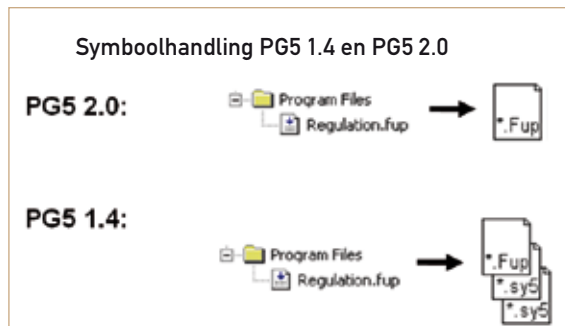 Symboolhandling PG5 1.4 en PG5 2.0
PG5 2.0:
Program Files
Regulation.fup
*.Fup
PG5 1.4:
Program Files
Regulation.fup
*.Fup
*.sy5
*.sy5